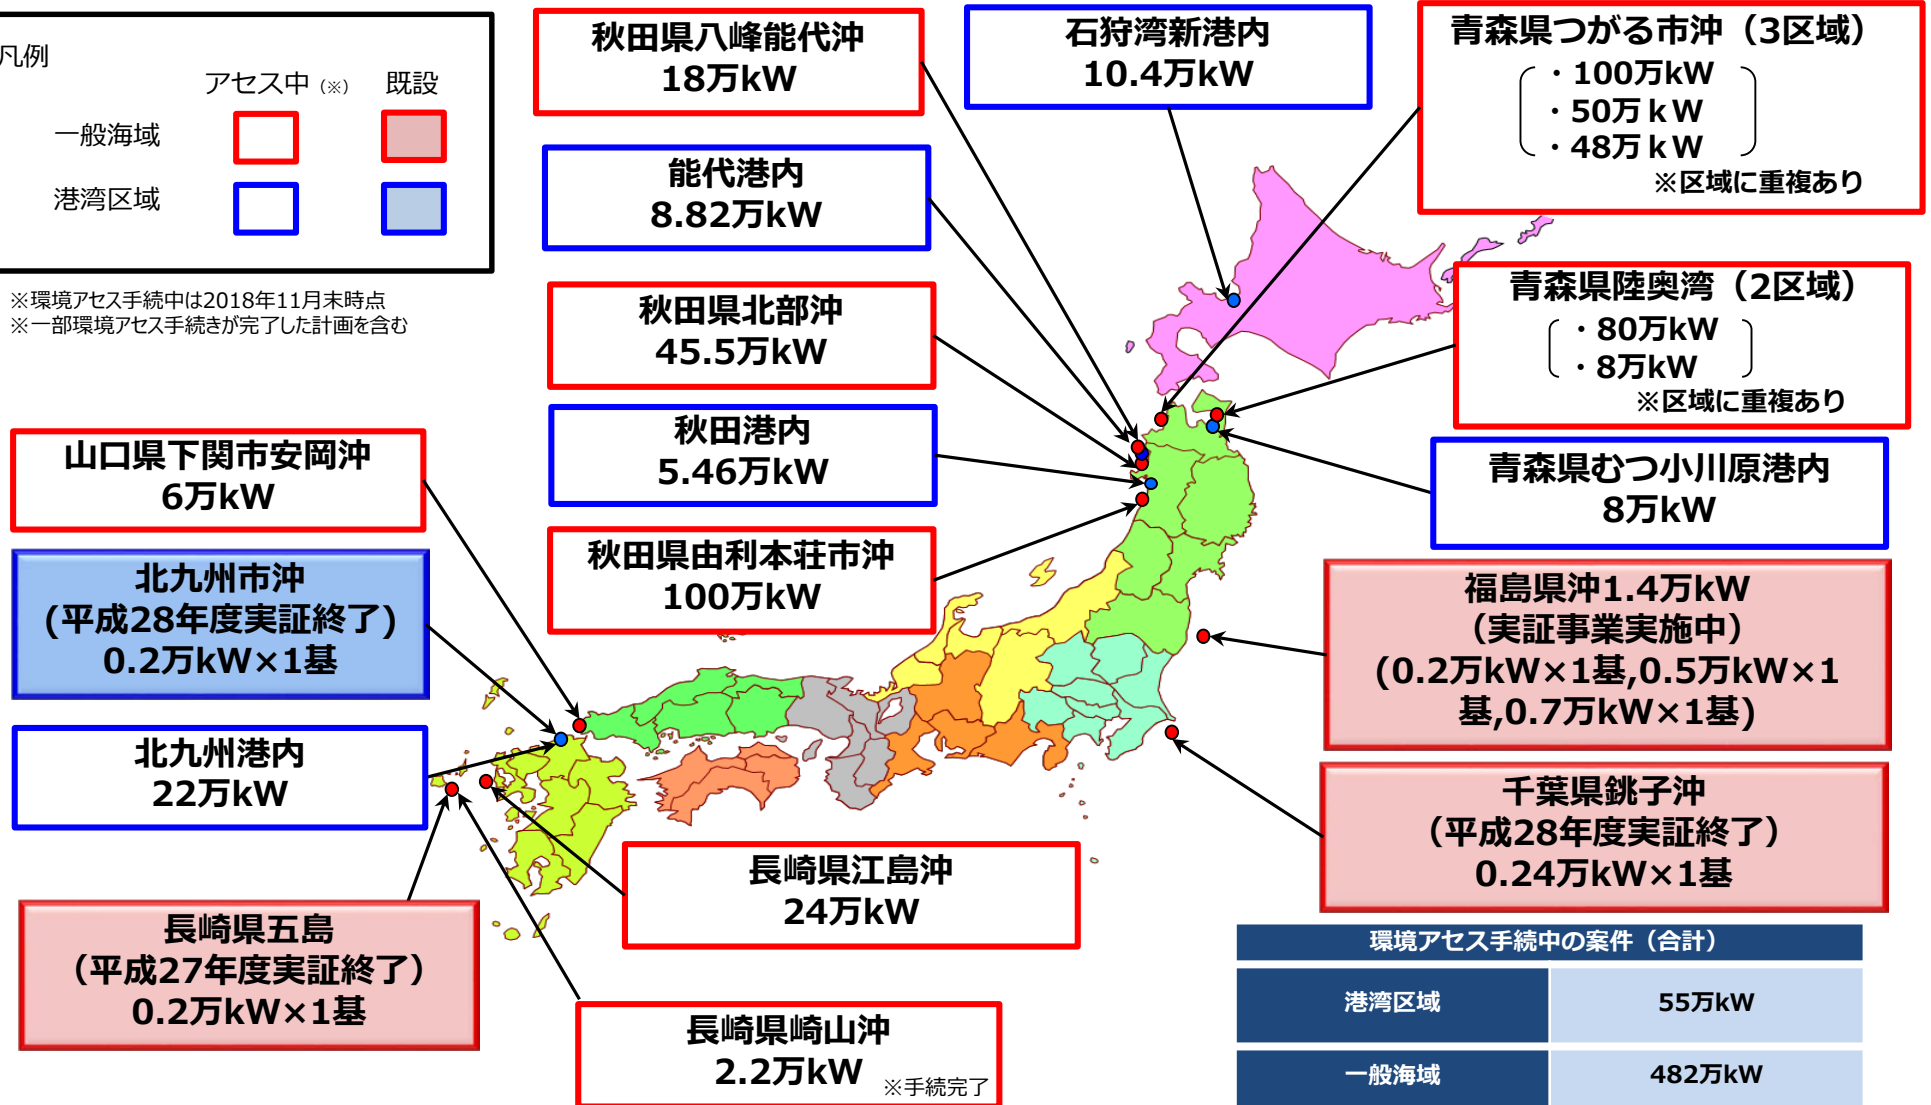 凡例
アセス中（※） 既設
一般海域
港湾区域
※環境アセス手続中は2018年11月末時点
※一部環境アセス手続きが完了した計画を含む
秋田県八峰能代沖
18万kW
石狩湾新港内
10.4万kW
青森県つがる市沖（3区域）
・100万kW
・50万ｋW
・48万ｋW
※区域に重複あり
能代港内
8.82万kW
青森県陸奥湾（2区域）
・80万kW
・8万kW
※区域に重複あり
秋田県北部沖
45.5万kW
秋田港内
5.46万kW
青森県むつ小川原港内
8万kW
山口県下関市安岡沖
6万kW
秋田県由利本荘市沖
100万kW
北九州市沖
(平成28年度実証終了)
0.2万kW×1基
福島県沖1.4万kW
（実証事業実施中）
(0.2万kW×1基,0.5万kW×1
基,0.7万kW×1基)
北九州港内
22万kW
千葉県銚子沖
（平成28年度実証終了）
0.24万kW×1基
長崎県江島沖
24万kW
長崎県五島
（平成27年度実証終了）
0.2万kW×1基
長崎県崎山沖
2.2万kW ※手続完了
環境アセス手続中の案件（合計）
港湾区域 55万kW
一般海域 482万kW